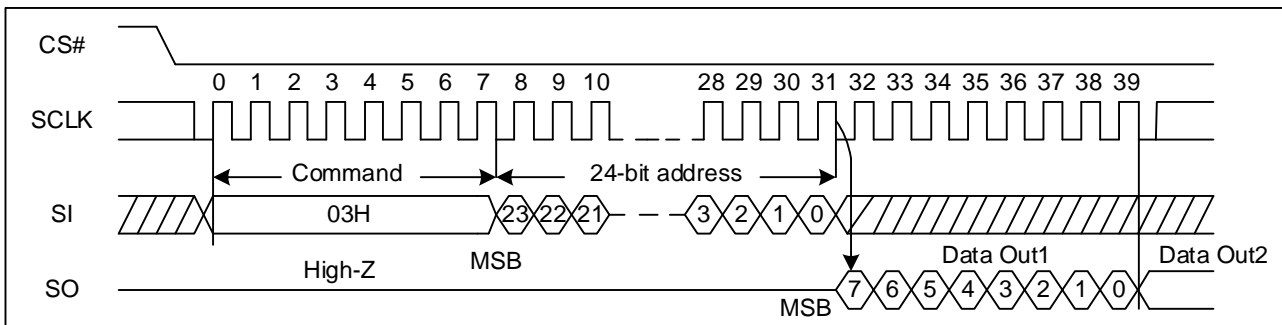 CS#
0 1 2 3 4 5 6 7 8 9 10 28 29 30 31 32 33 34 35 36 37 38 39
SCLK
Command 24-bit address
SI 03H 23 22 21 3 2 1 0
High-Z MSB Data Out1 Data Out2
SO MSB 7 6 5 4 3 2 1 0